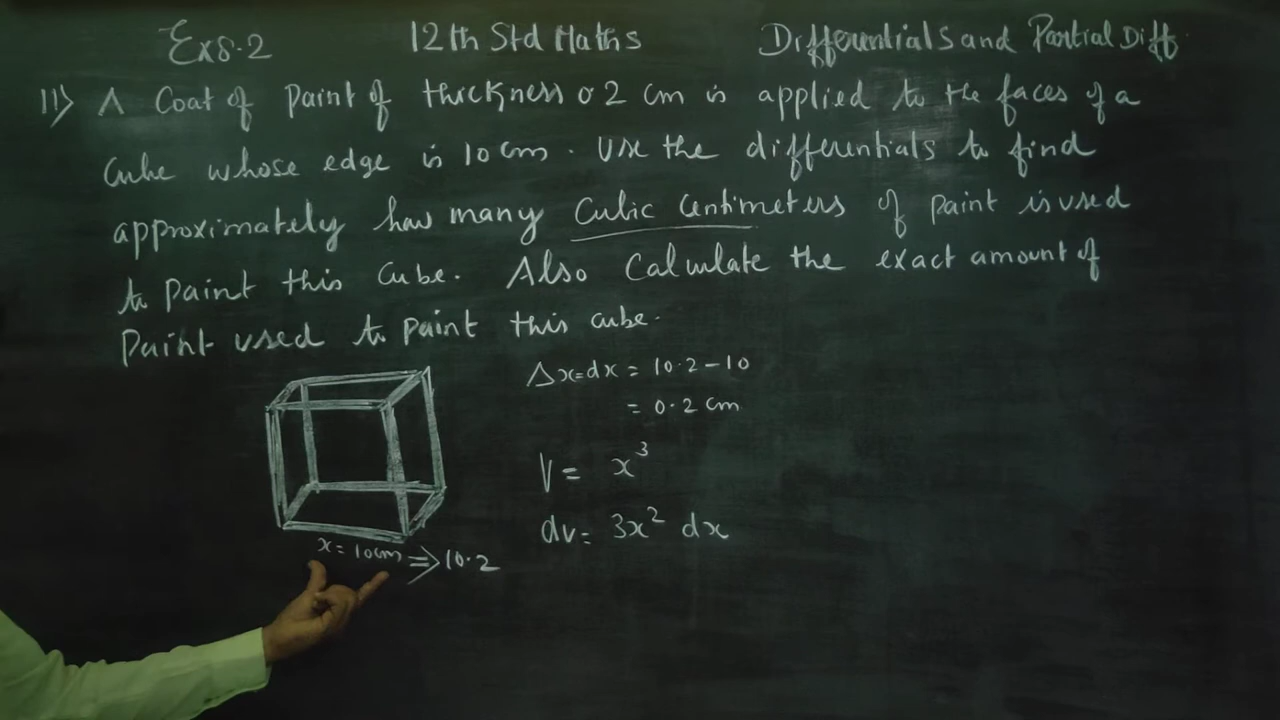 Ex 8.2 12th Std Maths Differentials and Partial Diff
11) A Coat of paint of thickness 0.2 cm is applied to the faces of a
cube whose edge is 10 cm. Use the differentials to find
approximately how many Cubic Centimeters of paint is used
to paint this cube. Also Calculate the exact amount of
Paint used to paint this cube.
Δx=dx = 10.2-10
= 0.2 cm
V = x³
dv = 3x² dx
x = 10cm ⇒ 10.2